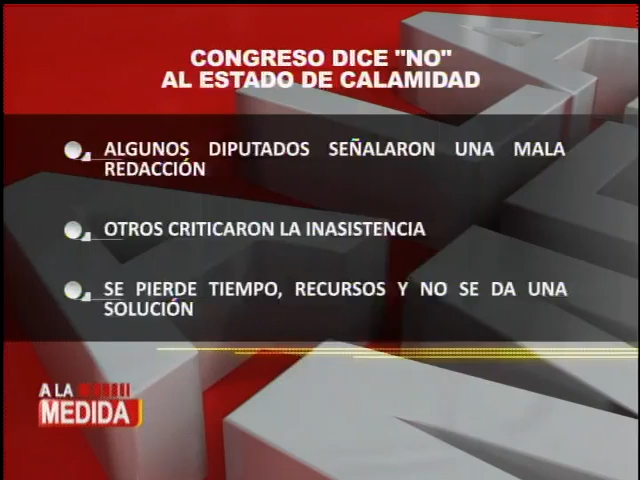 CONGRESO DICE "NO"
AL ESTADO DE CALAMIDAD
ALGUNOS DIPUTADOS SEÑALARON UNA MALA
REDACCIÓN
OTROS CRITICARON LA INASISTENCIA
SE PIERDE TIEMPO, RECURSOS Y NO SE DA UNA
SOLUCIÓN
A LA
MEDIDA